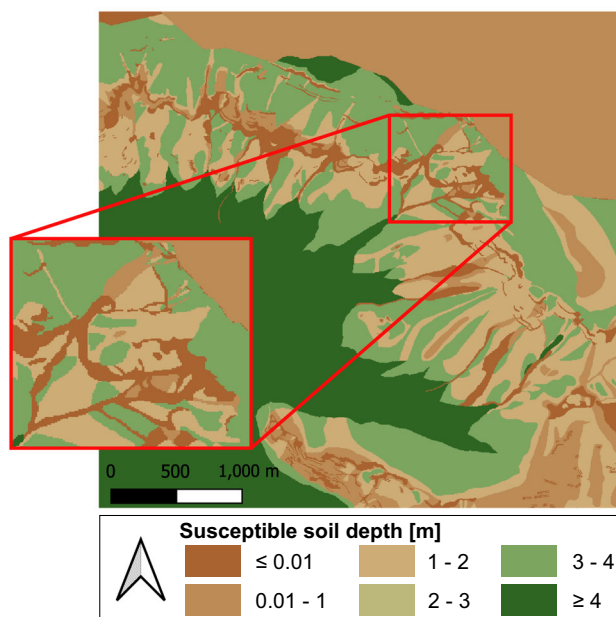 0 500 1,000 m
Susceptible soil depth [m]
≤ 0.01 1 - 2 3 - 4
0.01 - 1 2 - 3 ≥ 4